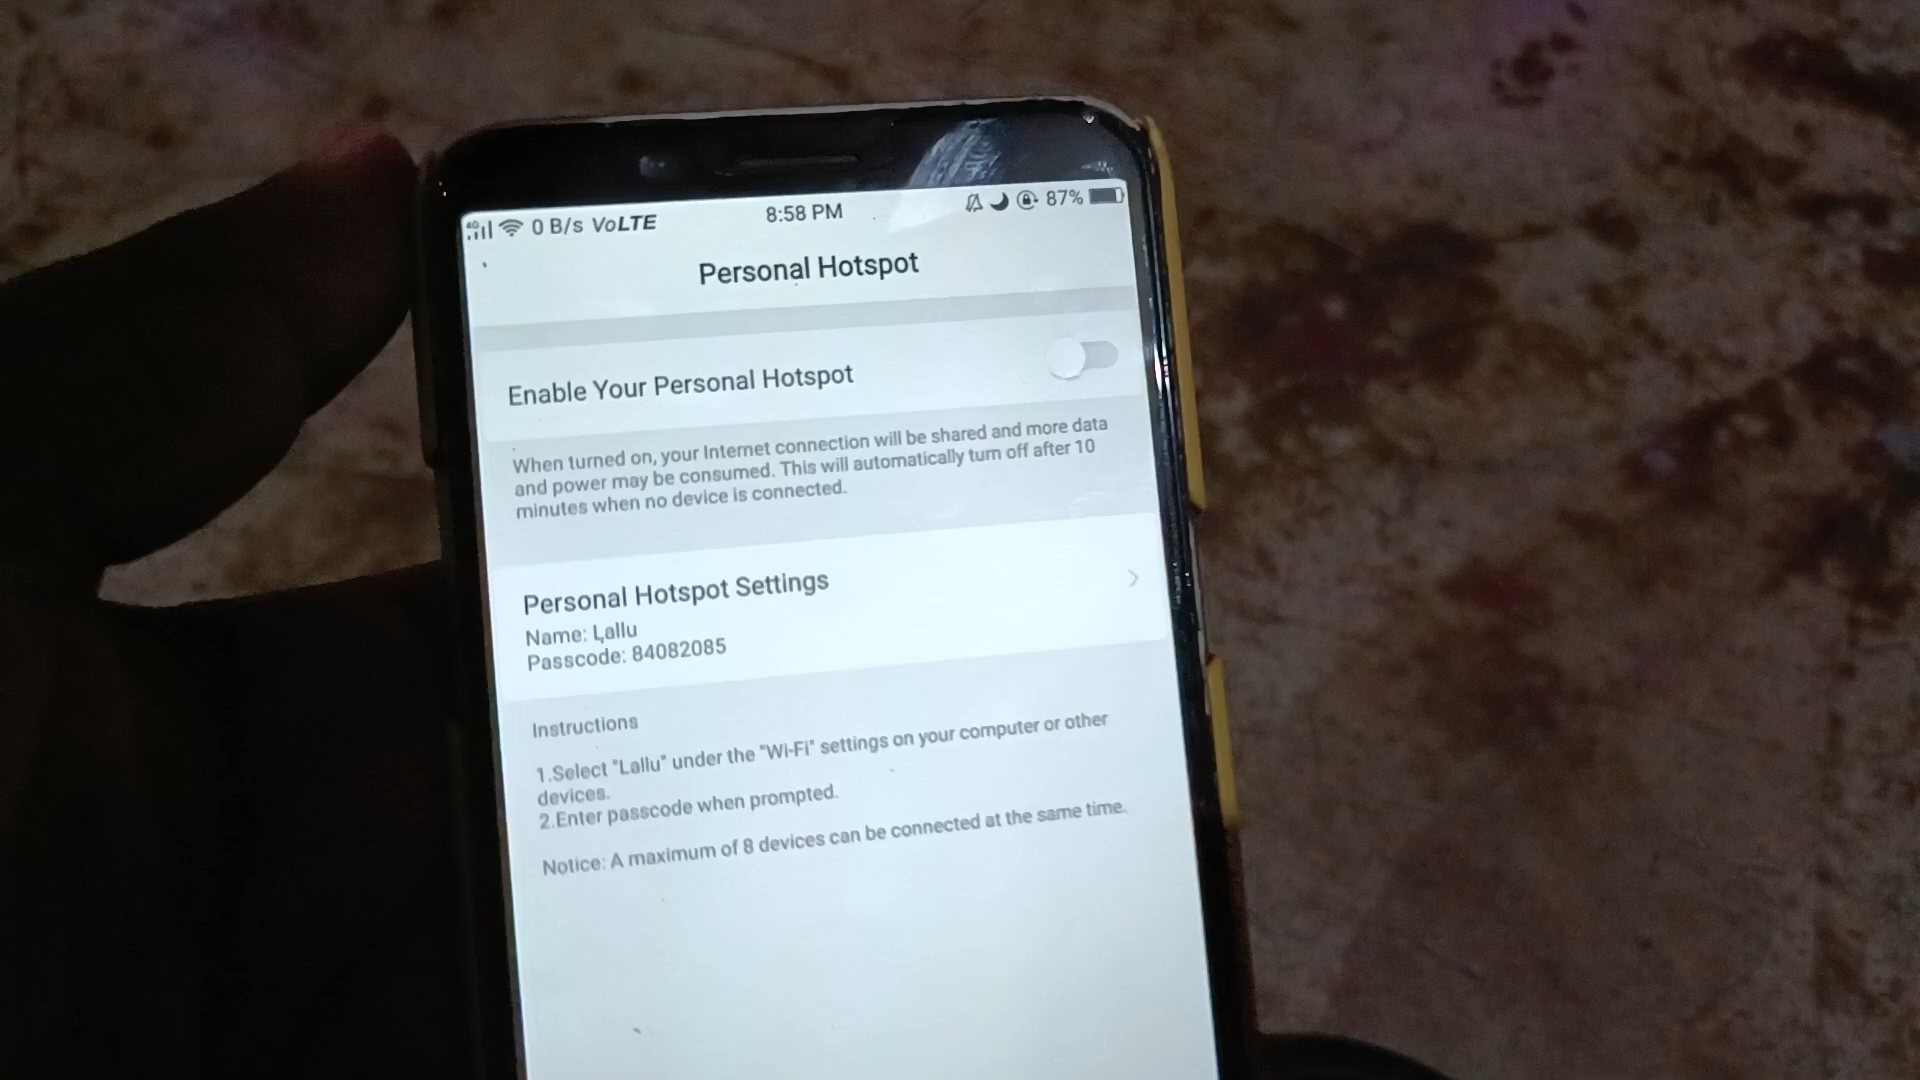 4G 0 B/s VoLTE 8:58 PM 87%
Personal Hotspot
Enable Your Personal Hotspot
When turned on, your Internet connection will be shared and more data
and power may be consumed. This will automatically turn off after 10
minutes when no device is connected.
Personal Hotspot Settings
Name: Lallu
Passcode: 84082085
Instructions
1.Select "Lallu" under the "Wi-Fi" settings on your computer or other
devices.
2.Enter passcode when prompted.
Notice: A maximum of 8 devices can be connected at the same time.